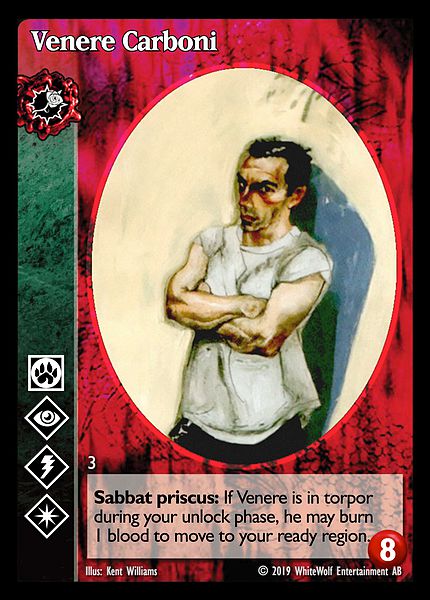 Venere Carboni
3
Sabbat priscus: If Venere is in torpor
during your unlock phase, he may burn
1 blood to move to your ready region.
8
Illus: Kent Williams
© 2019 WhiteWolf Entertainment AB